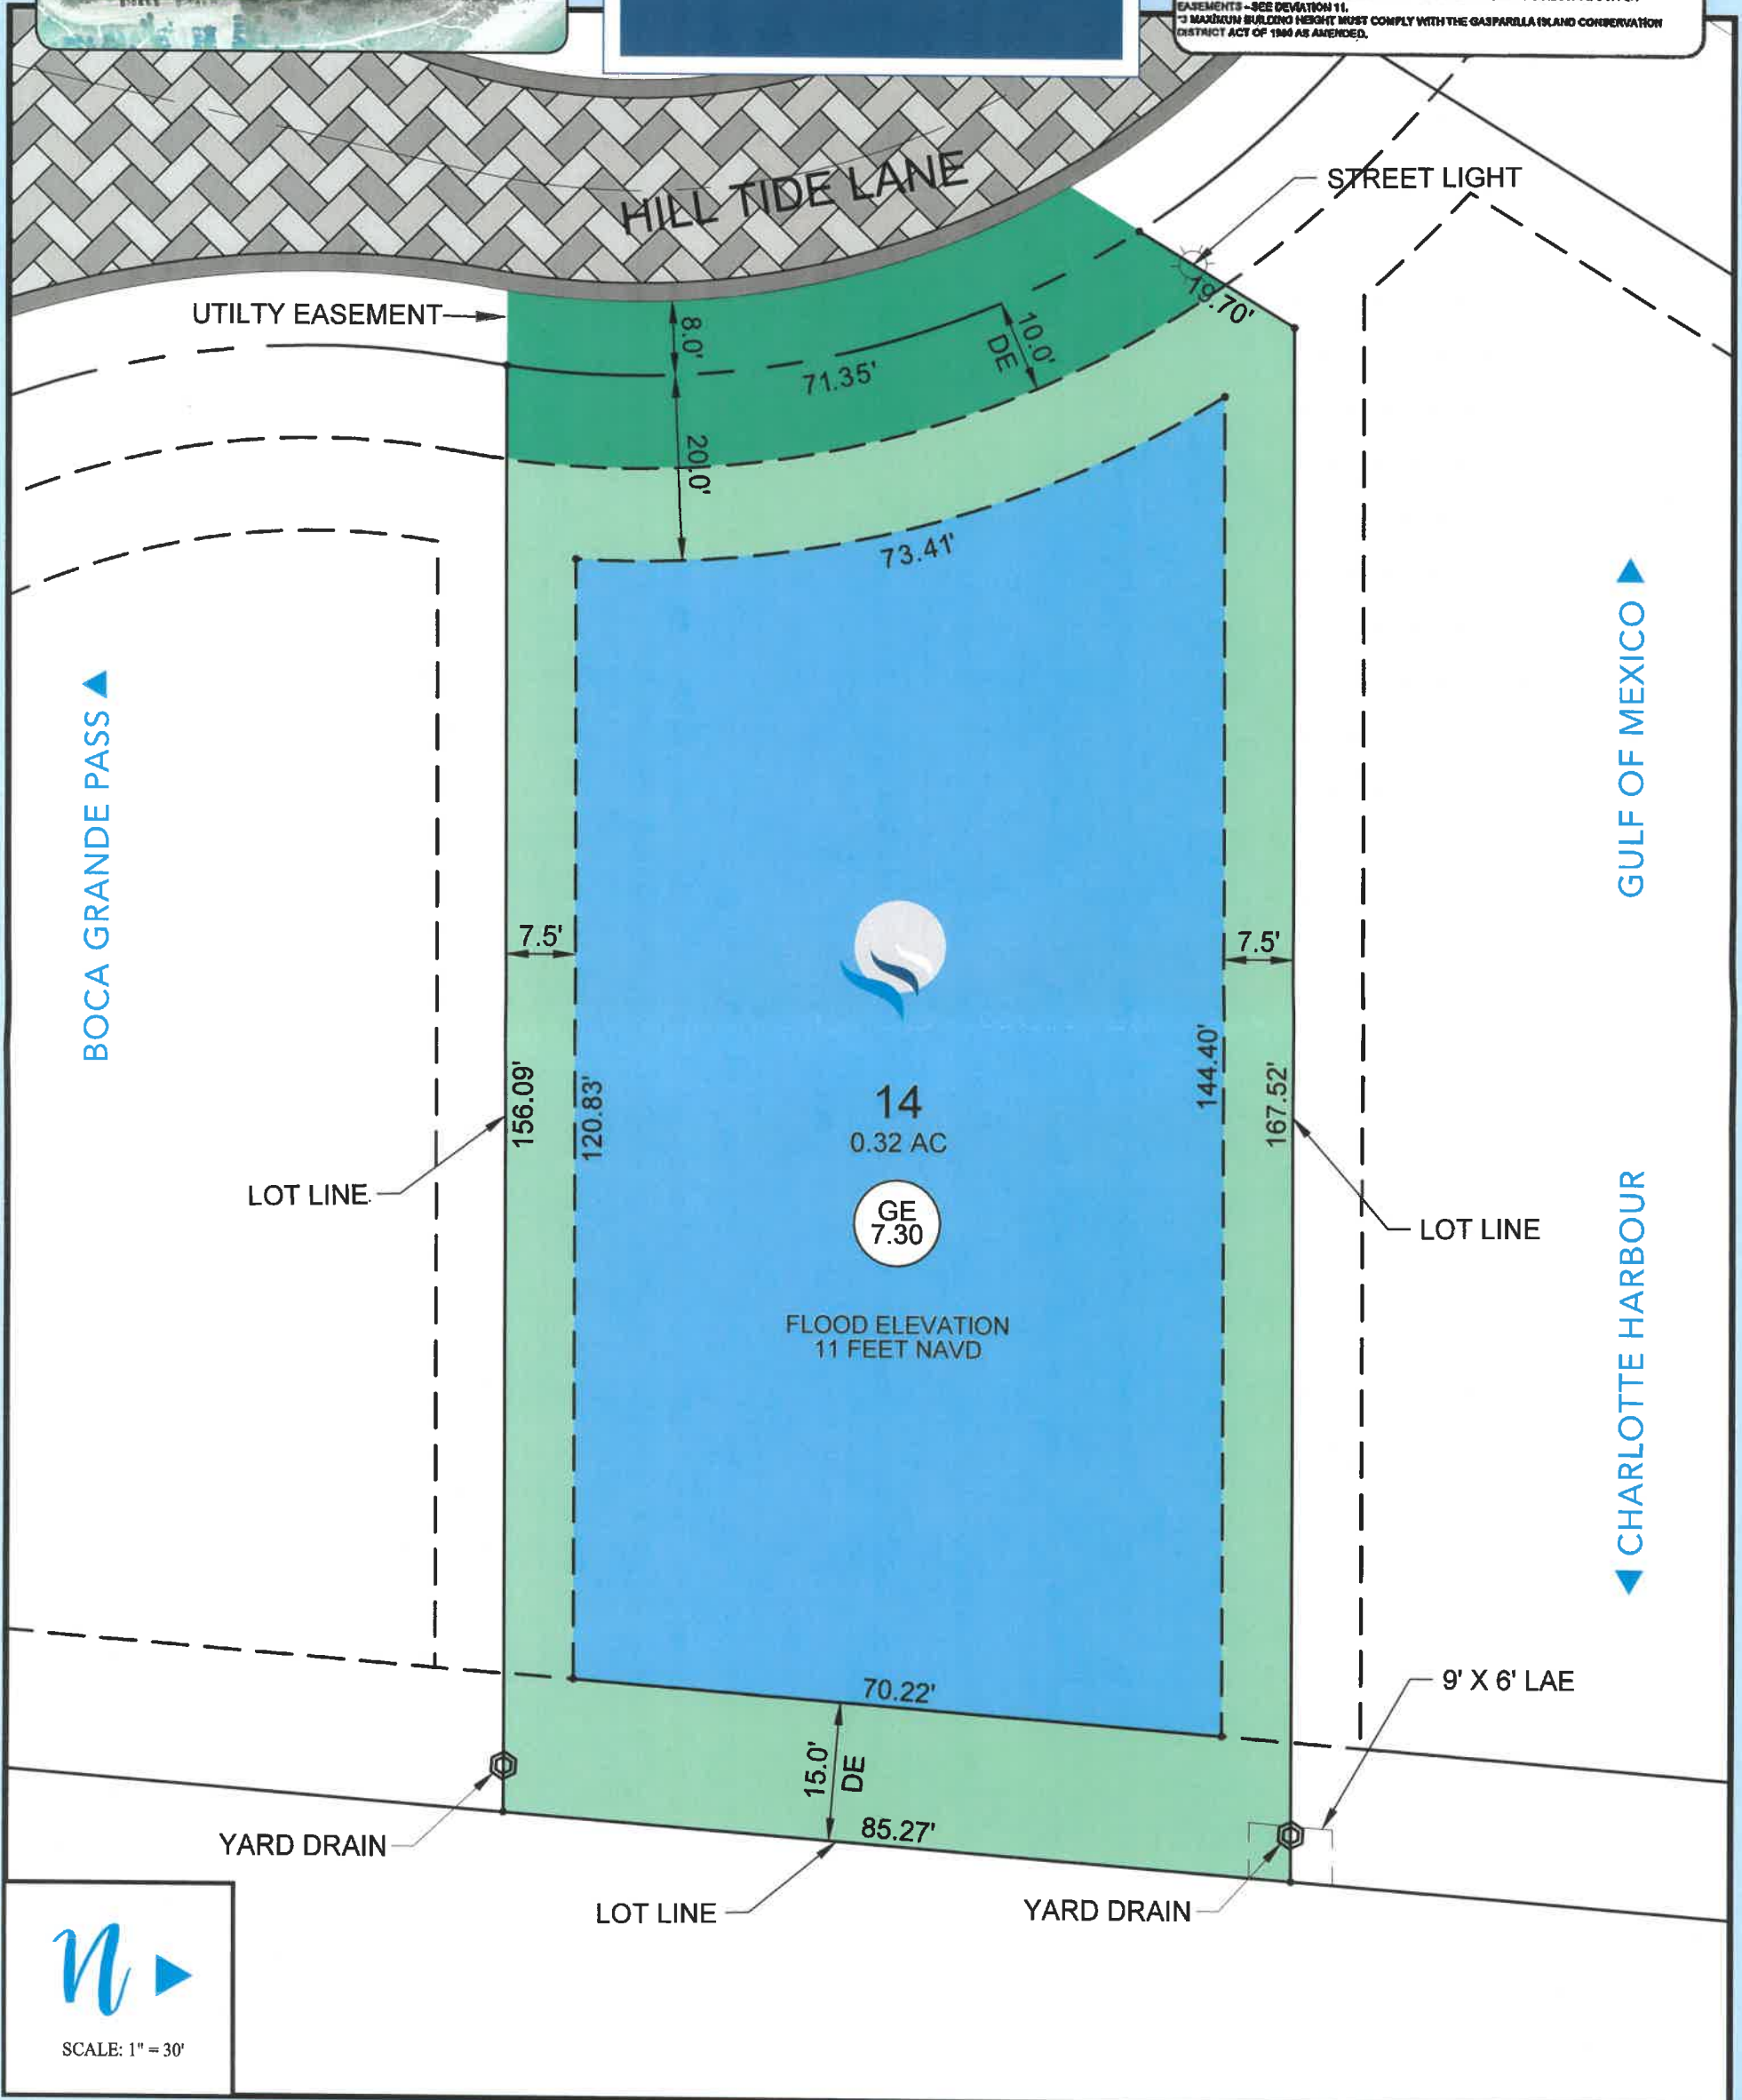 EASEMENTS - SEE DEVIATION 11.
*3 MAXIMUM BUILDING HEIGHT MUST COMPLY WITH THE GASPARILLA ISLAND CONSERVATION
DISTRICT ACT OF 1980 AS AMENDED.
HILL TIDE LANE
STREET LIGHT
UTILTY EASEMENT
8.0'
71.35'
10.0'
DE
19.70'
20.0'
73.41'
BOCA GRANDE PASS
GULF OF MEXICO
7.5'
7.5'
156.09'
120.83'
144.40'
167.52'
14
0.32 AC
GE
7.30
LOT LINE
LOT LINE
FLOOD ELEVATION
11 FEET NAVD
CHARLOTTE HARBOUR
70.22'
9' X 6' LAE
15.0'
DE
85.27'
YARD DRAIN
LOT LINE
YARD DRAIN
n
SCALE: 1" = 30'